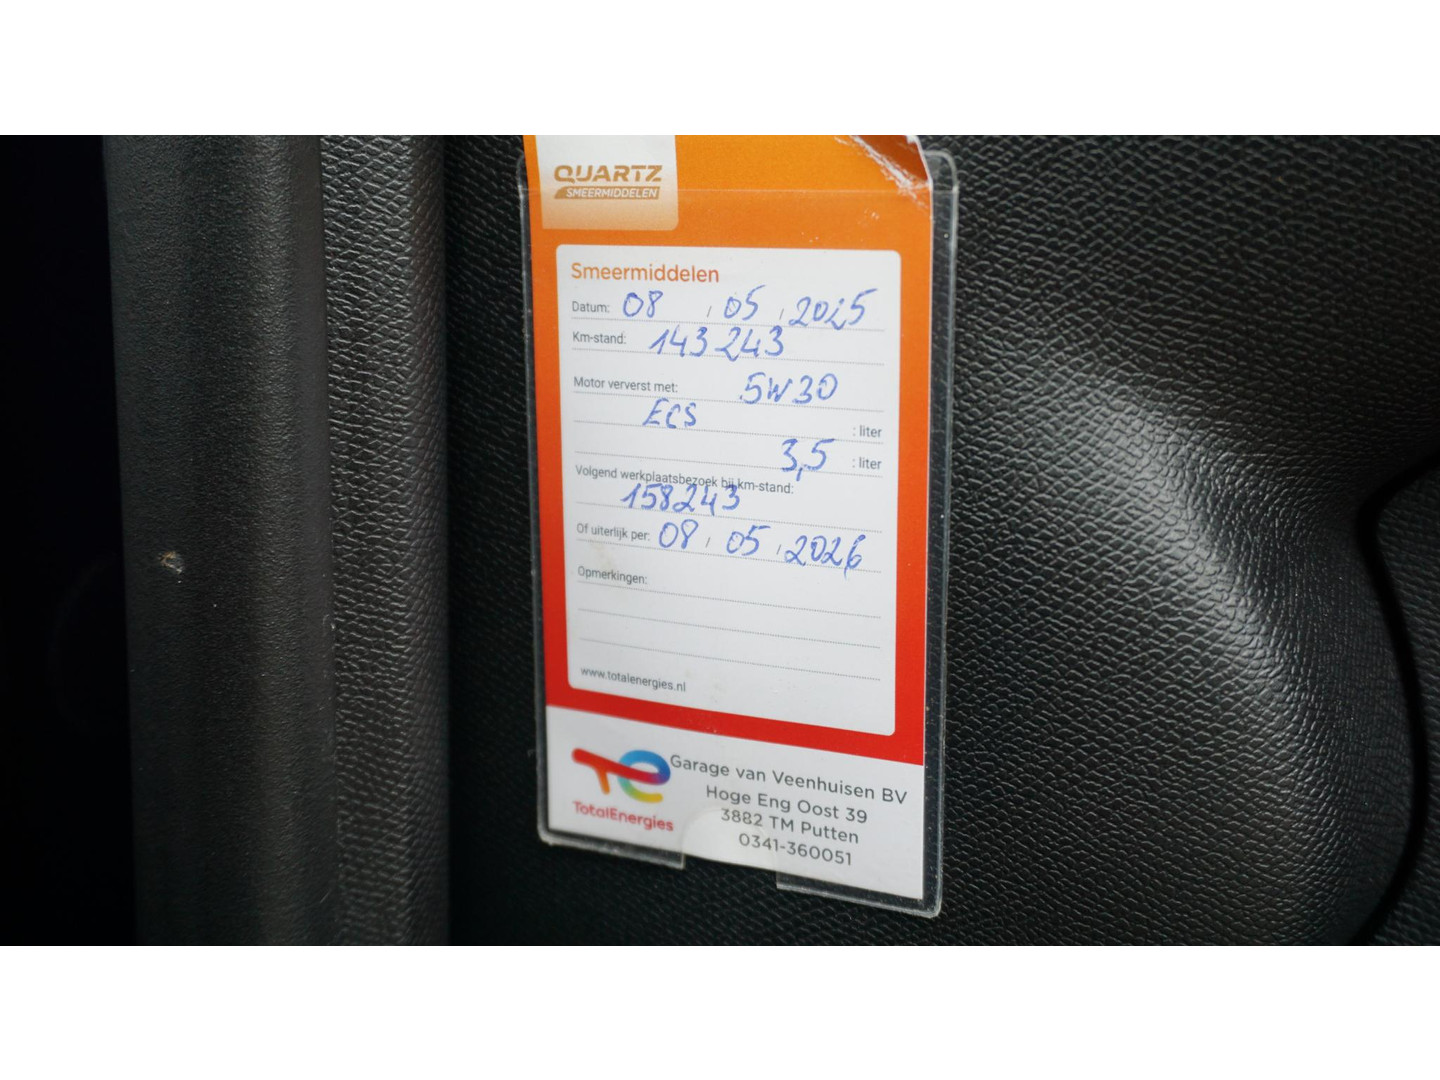 QUARTZ
SMEERMIDDELEN
Smeermiddelen
Datum: 08 / 05 / 2025
Km-stand: 143243
Motor ververst met: 5W30
ECS : liter
3,5 : liter
Volgend werkplaatsbezoek bij km-stand:
158243
Of uiterlijk per: 08 / 05 / 2026
Opmerkingen:
www.totalenergies.nl
TotalEnergies
Garage van Veenhuisen BV
Hoge Eng Oost 39
3882 TM Putten
0341-360051